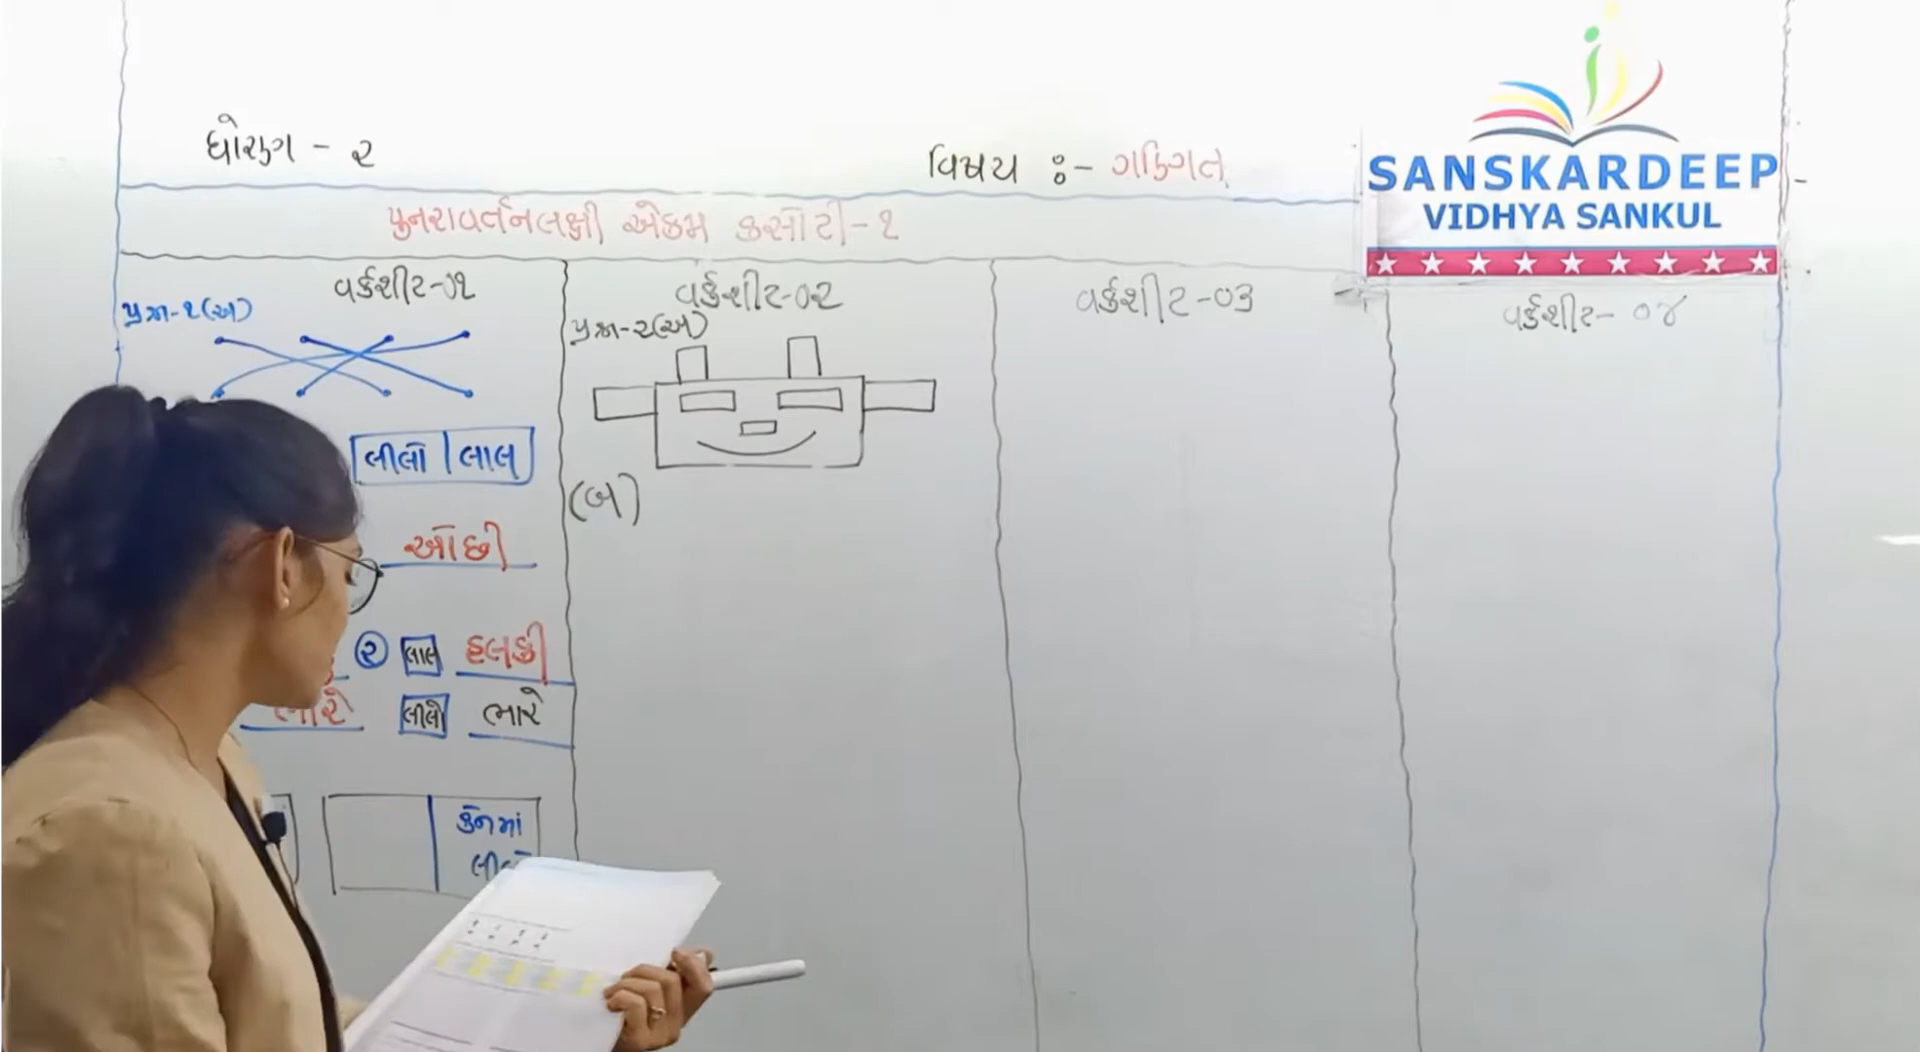 ધોરણ - ૨
વિષય :- ગણિત
SANSKARDEEP
VIDHYA SANKUL
પુનરાવર્તનલક્ષી એકમ કસોટી-૧
વર્કશીટ-૦૧
પ્રશ્ન-૧(અ)
લીલો લાલ
ઓછી
૨ લાલ હલકી
ભારે લીલો ભારે
કેનમાં
વર્કશીટ-૦૨
પ્રશ્ન-૨(અ)
(બ)
વર્કશીટ-૦૩
વર્કશીટ- ૦૪